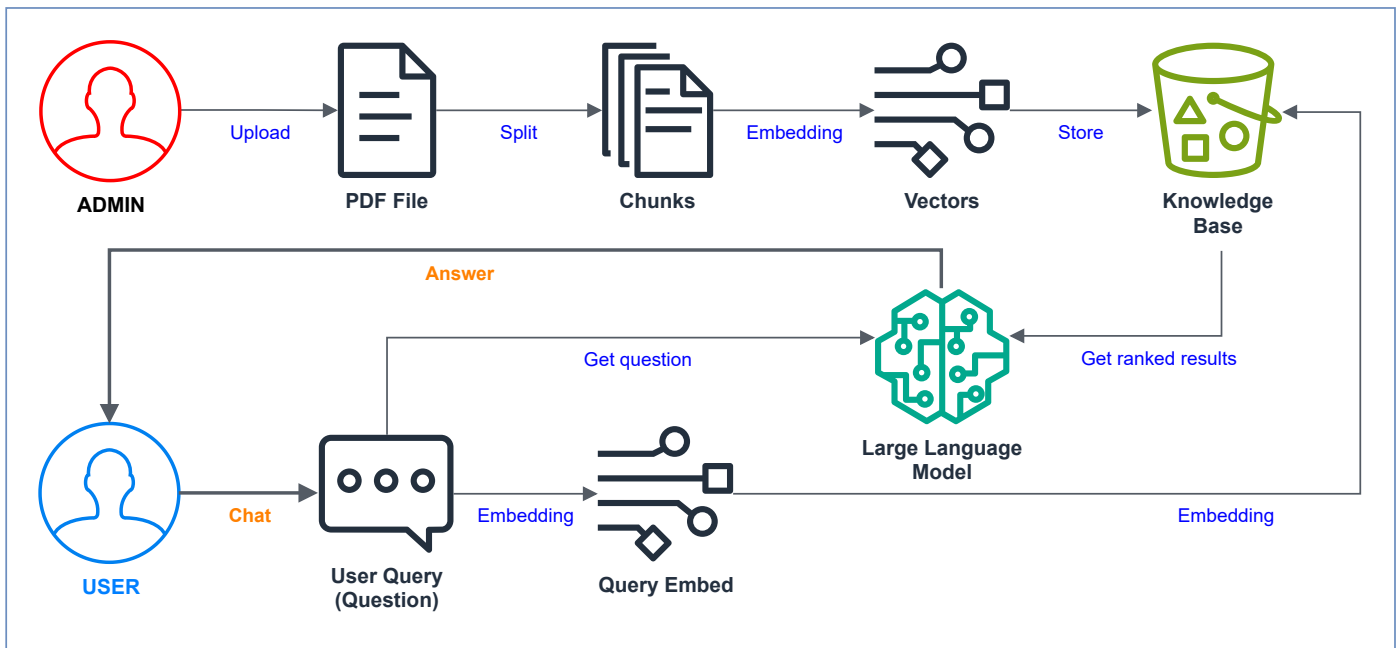 Upload
Split
Embedding
Store
ADMIN
PDF File
Chunks
Vectors
Knowledge
Base
Answer
Get question
Get ranked results
Large Language
Model
Chat
Embedding
Embedding
USER
User Query
(Question)
Query Embed